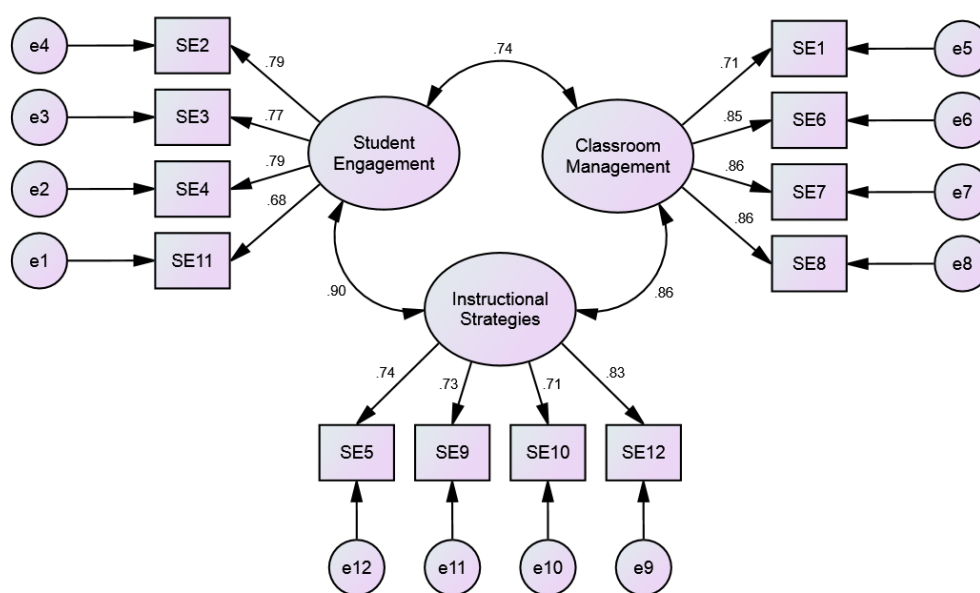 e4
SE2
.79
e3
SE3
.77
e2
SE4
.79
e1
SE11
.68
Student
Engagement
.74
Classroom
Management
.71
SE1
e5
.85
SE6
e6
.86
SE7
e7
.86
SE8
e8
.90
.86
Instructional
Strategies
.74
.73
.71
.83
SE5
SE9
SE10
SE12
e12
e11
e10
e9